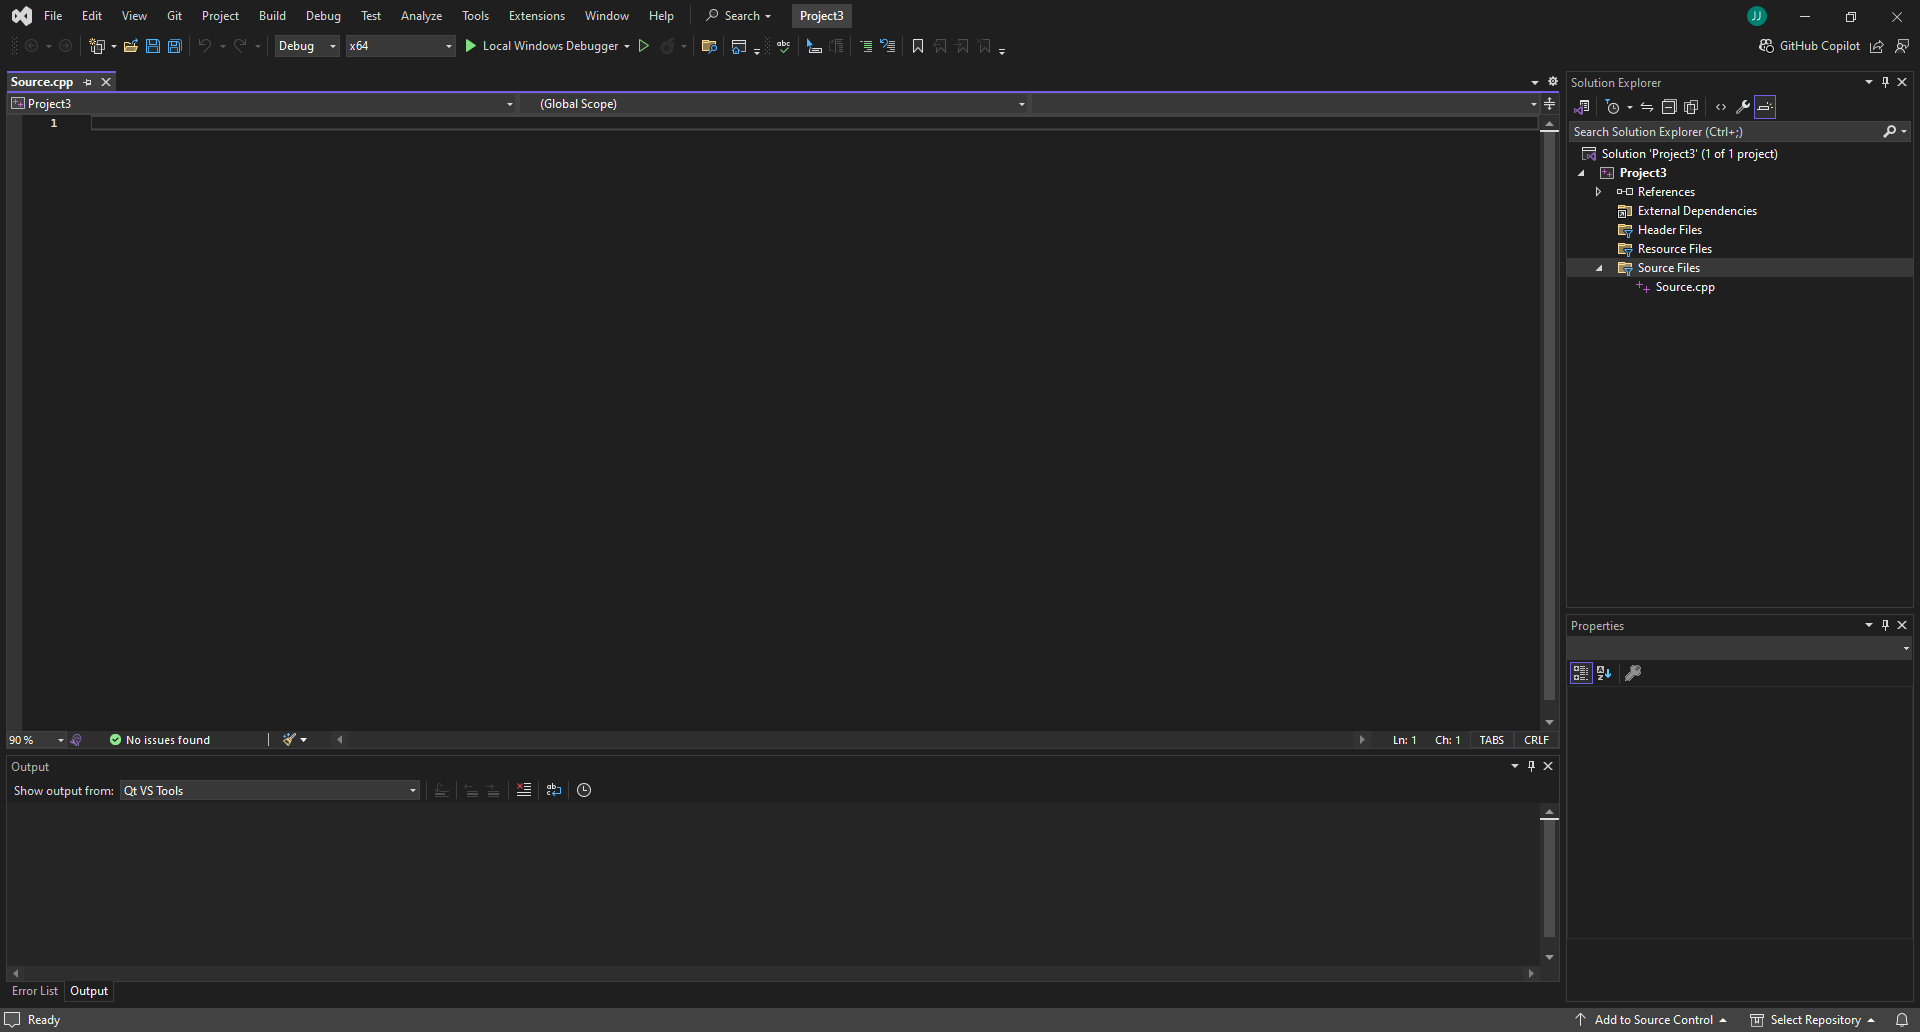 File Edit View Git Project Build Debug Test Analyze Tools Extensions Window Help Search Project3 JJ
Debug x64 Local Windows Debugger abc GitHub Copilot
Source.cpp
Project3 (Global Scope)
1
90 % No issues found Ln: 1 Ch: 1 TABS CRLF
Output
Show output from: Qt VS Tools
Error List Output
Solution Explorer
Search Solution Explorer (Ctrl+;)
Solution 'Project3' (1 of 1 project)
Project3
References
External Dependencies
Header Files
Resource Files
Source Files
Source.cpp
Properties
Ready Add to Source Control Select Repository